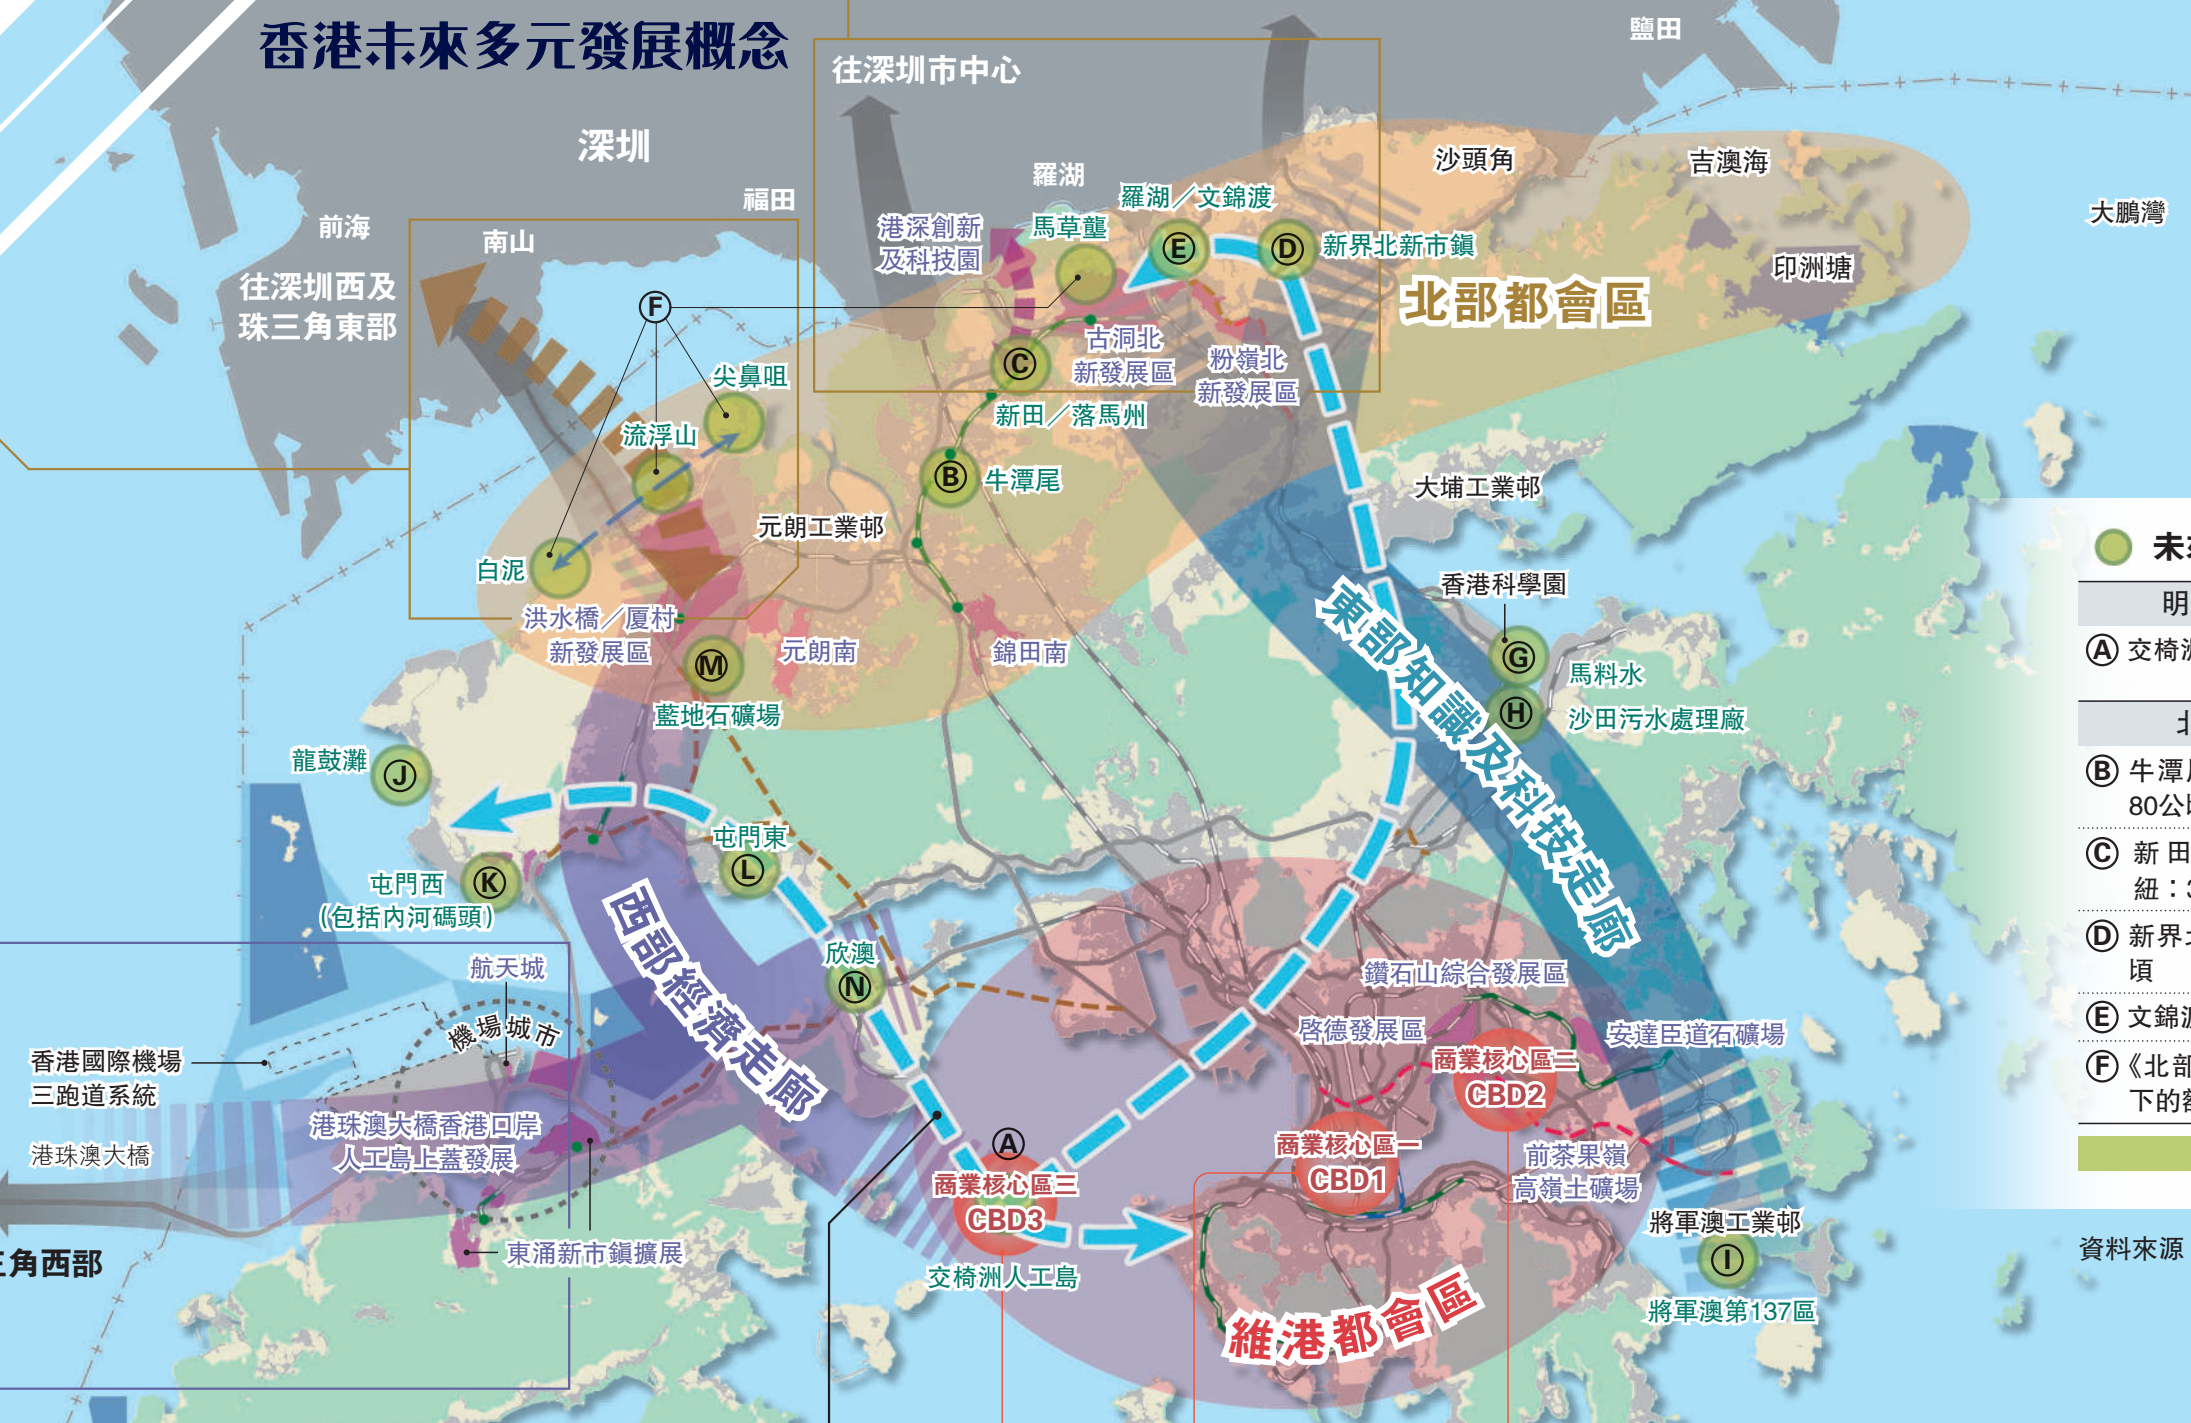 香港未來多元發展概念
鹽田
往深圳市中心
深圳
羅湖
福田
前海
南山
往深圳西及
珠三角東部
沙頭角
吉澳海
大鵬灣
印洲塘
羅湖／文錦渡
港深創新
及科技園
馬草壟
E
D
新界北新市鎮
北部都會區
F
古洞北
新發展區
粉嶺北
新發展區
C
新田／落馬州
尖鼻咀
流浮山
B
牛潭尾
大埔工業邨
元朗工業邨
白泥
洪水橋／厦村
新發展區
M
元朗南
錦田南
藍地石礦場
香港科學園
G
馬料水
H
沙田污水處理廠
東部知識及科技走廊
龍鼓灘
J
屯門東
L
屯門西
(包括內河碼頭)
K
西部經濟走廊
欣澳
N
航天城
機場城市
香港國際機場
三跑道系統
港珠澳大橋
港珠澳大橋香港口岸
人工島上蓋發展
東涌新市鎮擴展
三角西部
鑽石山綜合發展區
啓德發展區
安達臣道石礦場
商業核心區二
CBD2
商業核心區一
CBD1
前茶果嶺
高嶺土礦場
A
商業核心區三
CBD3
交椅洲人工島
維港都會區
將軍澳工業邨
I
將軍澳第137區
未
明
A 交椅
北
B 牛潭
80公
C 新田
紐：
D 新界
頃
E 文錦
F 《北部
下的
資料來源